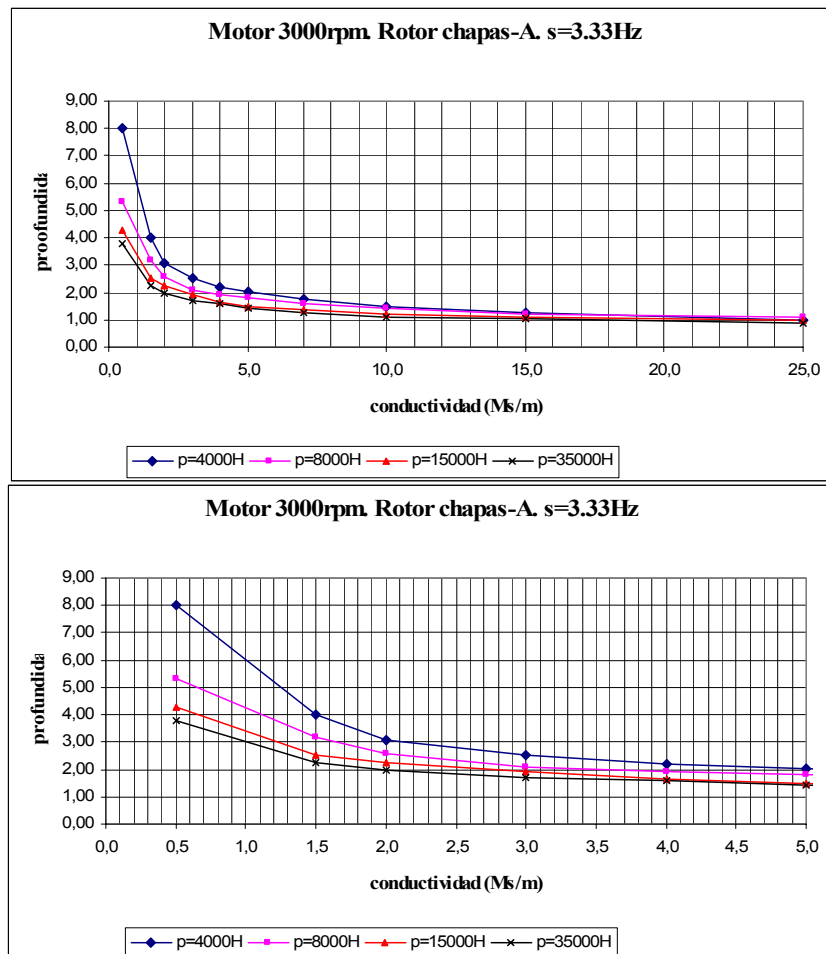 Motor 3000rpm. Rotor chapas-A. s=3.33Hz
9,00
8,00
7,00
6,00
5,00
4,00
3,00
2,00
1,00
0,00
proofundida
0,0 5,0 10,0 15,0 20,0 25,0
conductividad (Ms/m)
p=4000H p=8000H p=15000H p=35000H
Motor 3000rpm. Rotor chapas-A. s=3.33Hz
9,00
8,00
7,00
6,00
5,00
4,00
3,00
2,00
1,00
0,00
profundida
0,0 0,5 1,0 1,5 2,0 2,5 3,0 3,5 4,0 4,5 5,0
conductividad (Ms/m)
p=4000H p=8000H p=15000H p=35000H